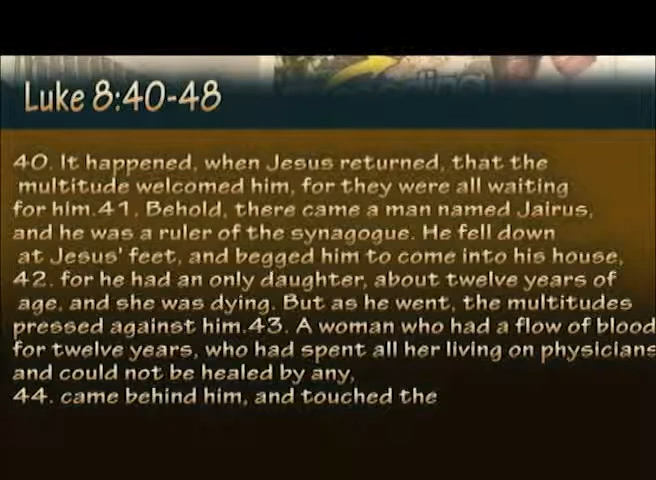 Luke 8:40-48
40. It happened, when Jesus returned, that the
multitude welcomed him, for they were all waiting
for him.41. Behold, there came a man named Jairus,
and he was a ruler of the synagogue. He fell down
at Jesus' feet, and begged him to come into his house,
42. for he had an only daughter, about twelve years of
age, and she was dying. But as he went, the multitudes
pressed against him.43. A woman who had a flow of blood
for twelve years, who had spent all her living on physicians
and could not be healed by any,
44. came behind him, and touched the